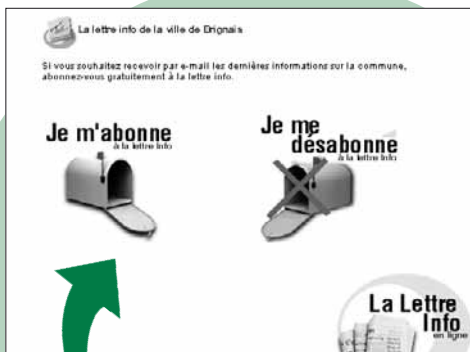 La lettre info de la ville de Brignais
Si vous souhaitez recevoir par e-mail les dernières informations sur la commune,
abonnez-vous gratuitement à la lettre info.
Je m'abonne
à la lettre Info
Je me
désabonne
à la lettre Info
La Lettre
Info
en ligne